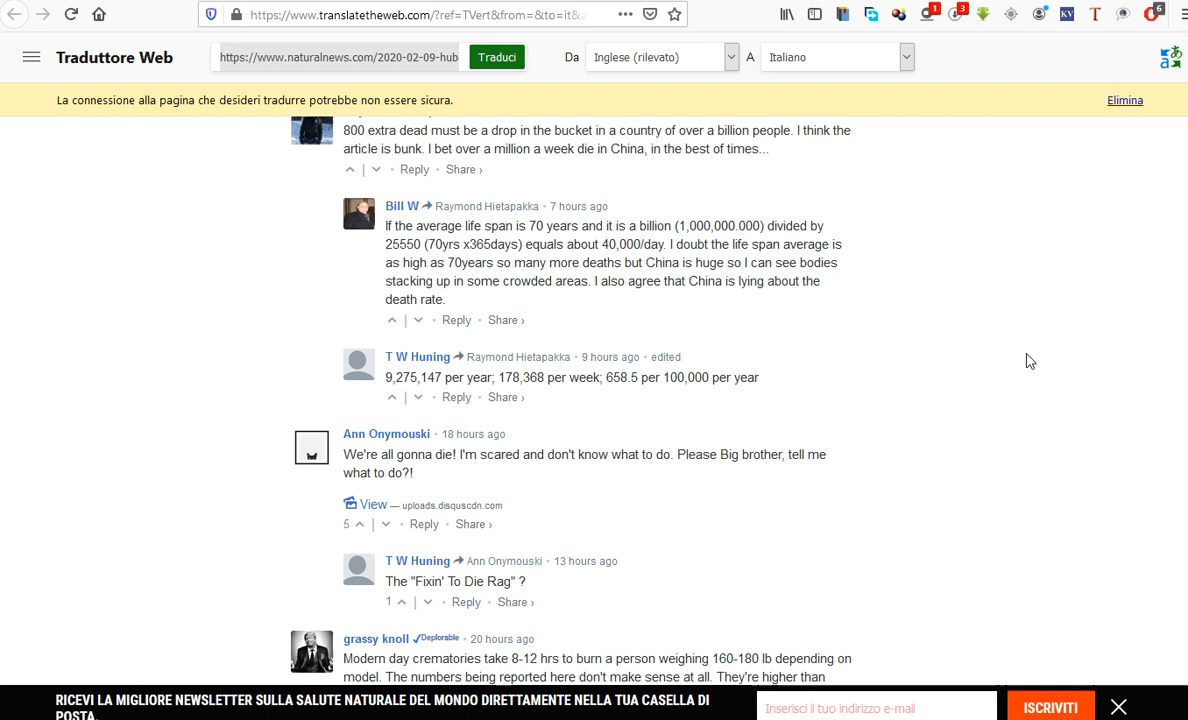 https://www.translatetheweb.com/?ref=TVert&from=&to=it&a
1
3
KV
T
6
Traduttore Web
https://www.naturalnews.com/2020-02-09-hub
Traduci
Da
Inglese (rilevato)
A
Italiano
La connessione alla pagina che desideri tradurre potrebbe non essere sicura.
Elimina
800 extra dead must be a drop in the bucket in a country of over a billion people. I think the
article is bunk. I bet over a million a week die in China, in the best of times...
Reply Share ›
Bill W Raymond Hietapakka • 7 hours ago
If the average life span is 70 years and it is a billion (1,000,000.000) divided by
25550 (70yrs x365days) equals about 40,000/day. I doubt the life span average is
as high as 70years so many more deaths but China is huge so I can see bodies
stacking up in some crowded areas. I also agree that China is lying about the
death rate.
Reply • Share ›
T W Huning Raymond Hietapakka • 9 hours ago • edited
9,275,147 per year; 178,368 per week; 658.5 per 100,000 per year
Reply • Share ›
Ann Onymouski • 18 hours ago
We're all gonna die! I'm scared and don't know what to do. Please Big brother, tell me
what to do?!
View — uploads.disquscdn.com
5 • Reply • Share ›
T W Huning Ann Onymouski • 13 hours ago
The "Fixin' To Die Rag" ?
1 • Reply • Share ›
grassy knoll ✓Deplorable • 20 hours ago
Modern day crematories take 8-12 hrs to burn a person weighing 160-180 lb depending on
model. The numbers being reported here don't make sense at all. They're higher than
RICEVI LA MIGLIORE NEWSLETTER SULLA SALUTE NATURALE DEL MONDO DIRETTAMENTE NELLA TUA CASELLA DI
POSTA.
Inserisci il tuo indirizzo e-mail
ISCRIVITI